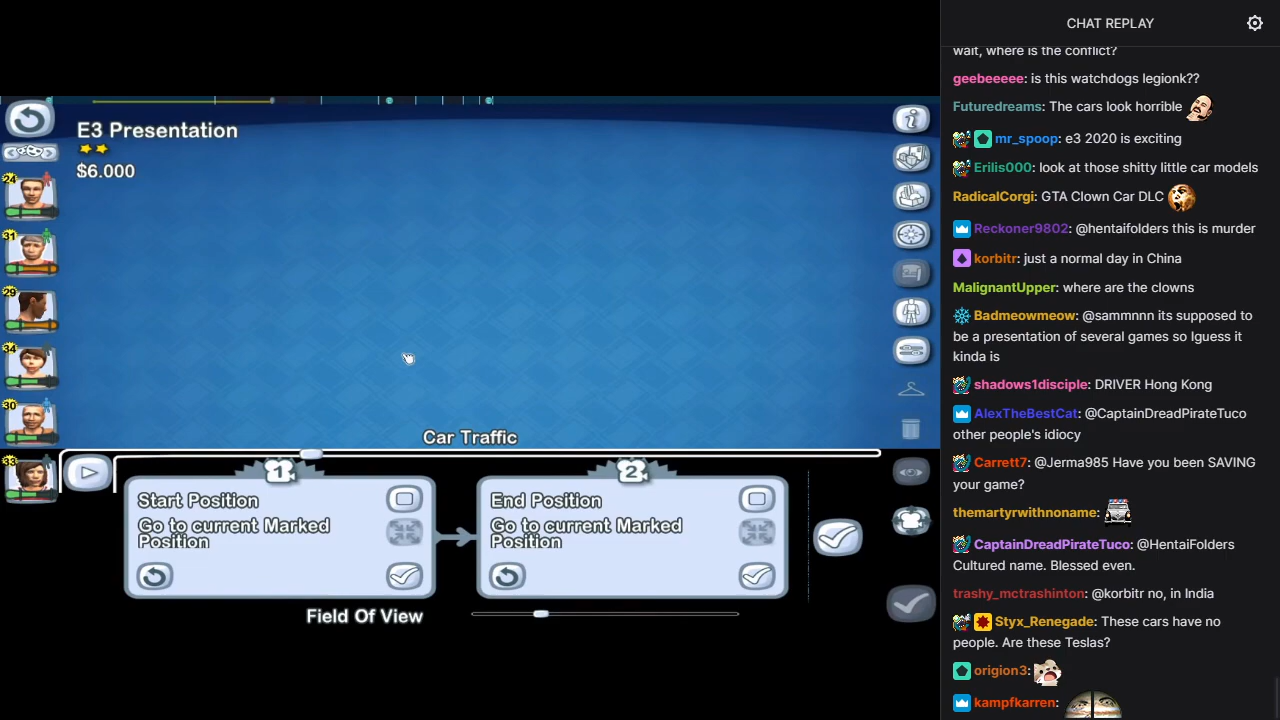 E3 Presentation
$6.000
24
31
29
34
30
33
Car Traffic
1
Start Position
Go to current Marked
Position
2
End Position
Go to current Marked
Position
Field Of View
CHAT REPLAY
wait, where is the conflict?
geebeeeee: is this watchdogs legionk??
Futuredreams: The cars look horrible
mr_spoop: e3 2020 is exciting
Erilis000: look at those shitty little car models
RadicalCorgi: GTA Clown Car DLC
Reckoner9802: @hentaifolders this is murder
korbitr: just a normal day in China
MalignantUpper: where are the clowns
Badmeowmeow: @sammnnn its supposed to
be a presentation of several games so Iguess it
kinda is
shadows1disciple: DRIVER Hong Kong
AlexTheBestCat: @CaptainDreadPirateTuco
other people's idiocy
Carrett7: @Jerma985 Have you been SAVING
your game?
themartyrwithnoname:
CaptainDreadPirateTuco: @HentaiFolders
Cultured name. Blessed even.
trashy_mctrashinton: @korbitr no, in India
Styx_Renegade: These cars have no
people. Are these Teslas?
origion3:
kampfkarren: